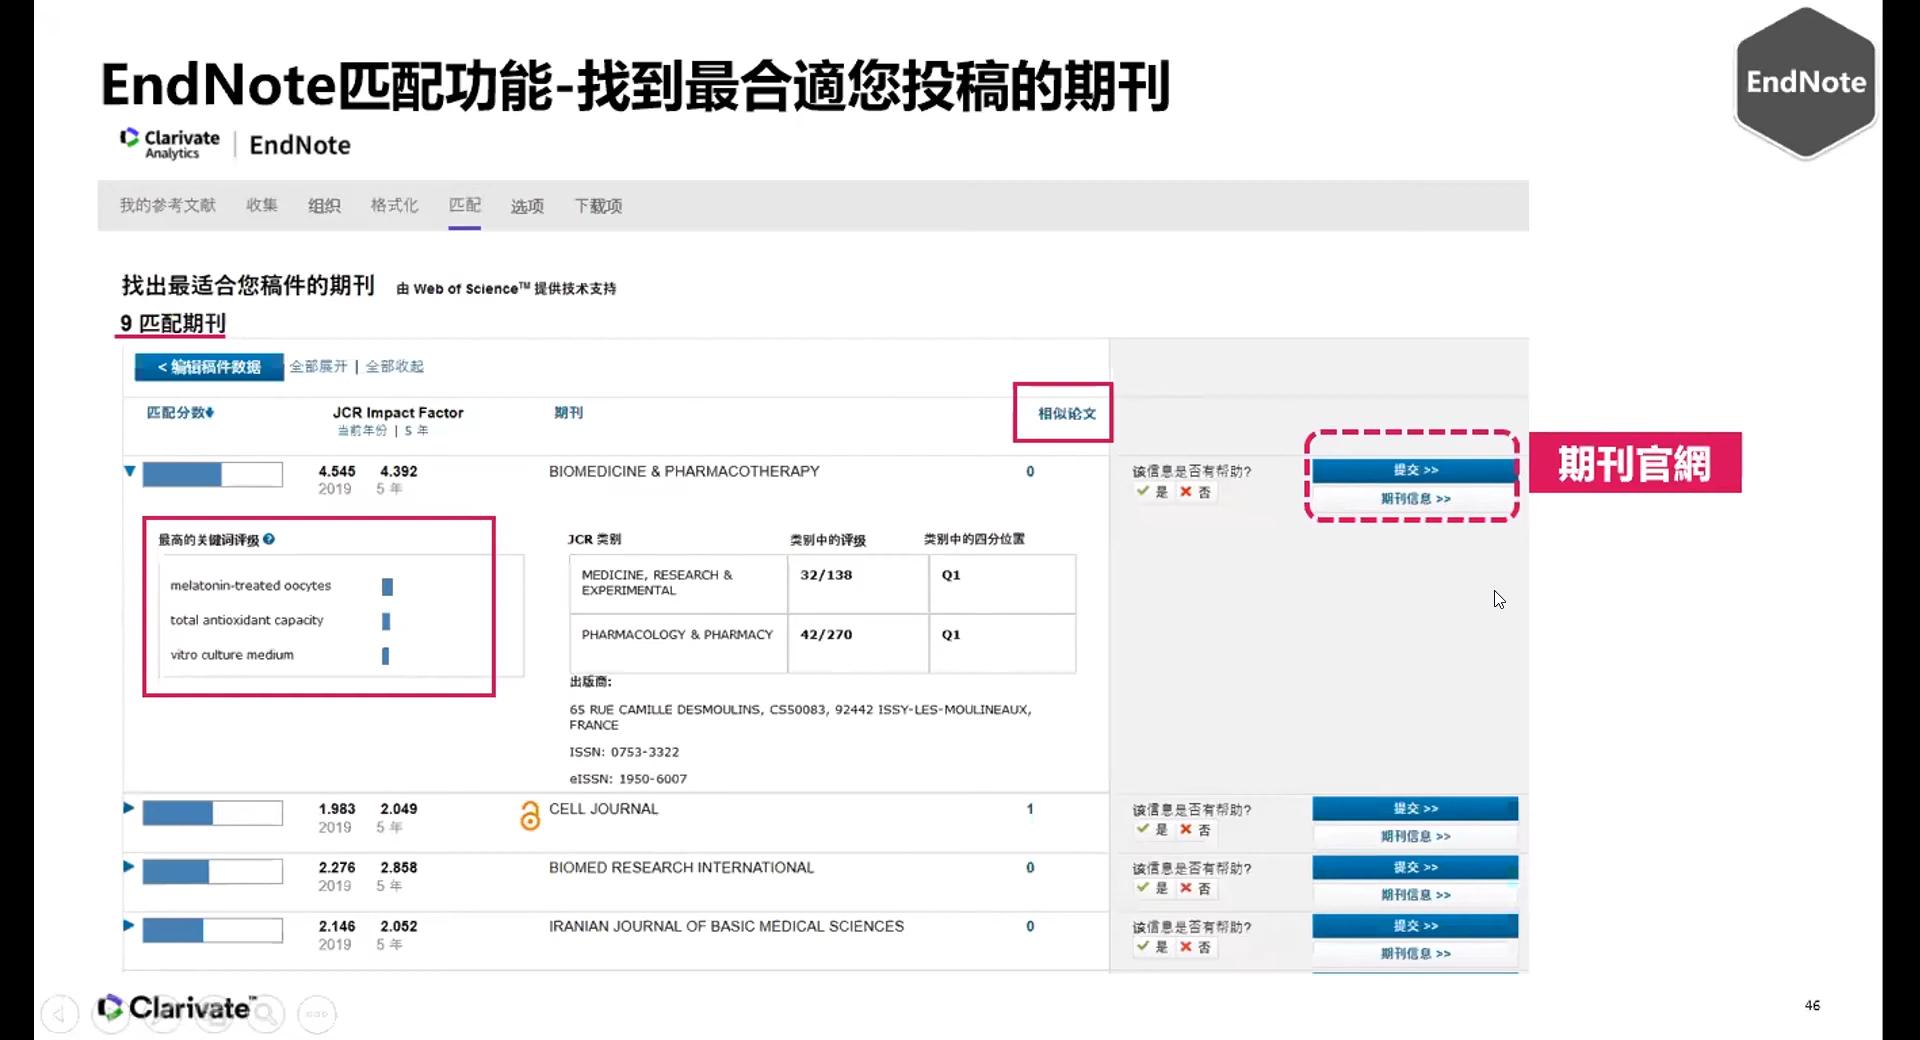 EndNote匹配功能-找到最合適您投稿的期刊
EndNote
Clarivate
Analytics
EndNote
我的参考文献 收集 组织 格式化 匹配 选项 下载项
找出最适合您稿件的期刊 由 Web of Science™ 提供技术支持
9 匹配期刊
< 编辑稿件数据 全部展开 | 全部收起
匹配分数 JCR Impact Factor 期刊 相似论文
当前年份 | 5 年
4.545 4.392 BIOMEDICINE & PHARMACOTHERAPY 0 该信息是否有帮助? 提交 >>
2019 5 年 是 否 期刊信息 >>
期刊官網
最高的关键词评级 ?
melatonin-treated oocytes
total antioxidant capacity
vitro culture medium
JCR 类别 类别中的评级 类别中的四分位置
MEDICINE, RESEARCH & 32/138 Q1
EXPERIMENTAL
PHARMACOLOGY & PHARMACY 42/270 Q1
出版商:
65 RUE CAMILLE DESMOULINS, CS50083, 92442 ISSY-LES-MOULINEAUX,
FRANCE
ISSN: 0753-3322
eISSN: 1950-6007
1.983 2.049 CELL JOURNAL 1 该信息是否有帮助? 提交 >>
2019 5 年 是 否 期刊信息 >>
2.276 2.858 BIOMED RESEARCH INTERNATIONAL 0 该信息是否有帮助? 提交 >>
2019 5 年 是 否 期刊信息 >>
2.146 2.052 IRANIAN JOURNAL OF BASIC MEDICAL SCIENCES 0 该信息是否有帮助? 提交 >>
2019 5 年 是 否 期刊信息 >>
Clarivate™
46